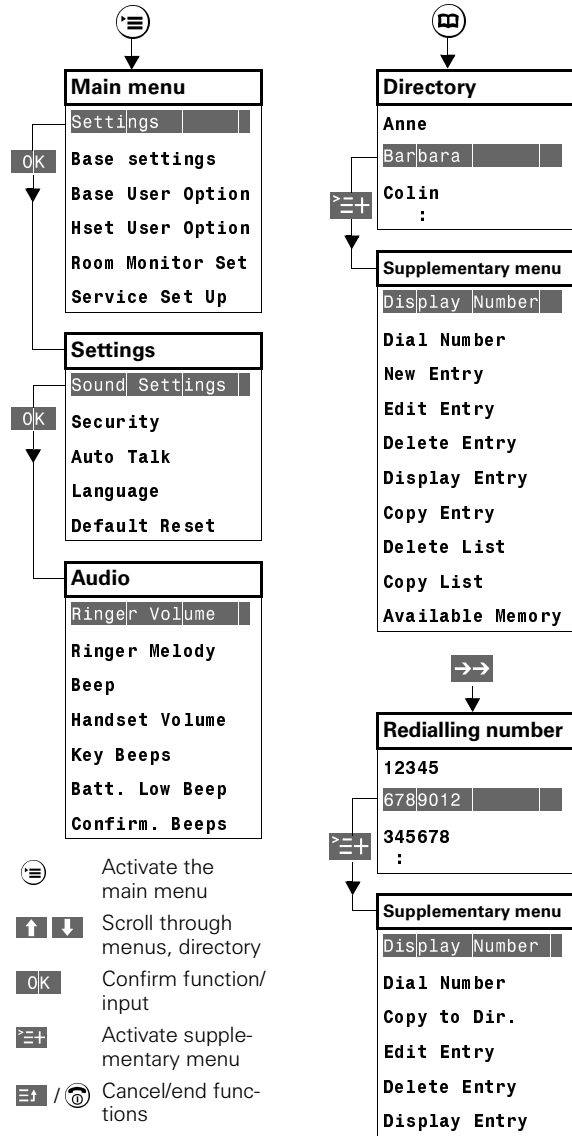 Main menu
Settings
OK
Base settings
Base User Option
Hset User Option
Room Monitor Set
Service Set Up
Settings
Sound Settings
OK
Security
Auto Talk
Language
Default Reset
Audio
Ringer Volume
Ringer Melody
Beep
Handset Volume
Key Beeps
Batt. Low Beep
Confirm. Beeps
Activate the
main menu
Scroll through
menus, directory
OK Confirm function/
input
Activate supple-
mentary menu
/ Cancel/end func-
tions
Directory
Anne
Barbara
Colin
:
Supplementary menu
Display Number
Dial Number
New Entry
Edit Entry
Delete Entry
Display Entry
Copy Entry
Delete List
Copy List
Available Memory
Redialling number
12345
6789012
345678
:
Supplementary menu
Display Number
Dial Number
Copy to Dir.
Edit Entry
Delete Entry
Display Entry